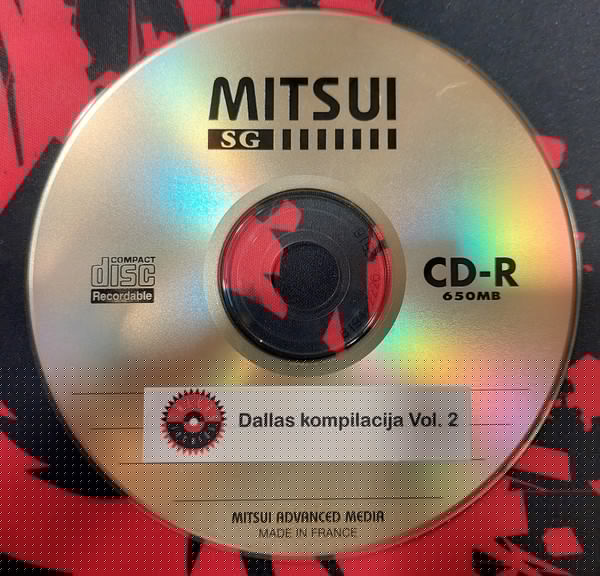 MITSUI
SG
COMPACT
disc
Recordable
CD-R
650MB
Dallas kompilacija Vol. 2
MITSUI ADVANCED MEDIA
MADE IN FRANCE